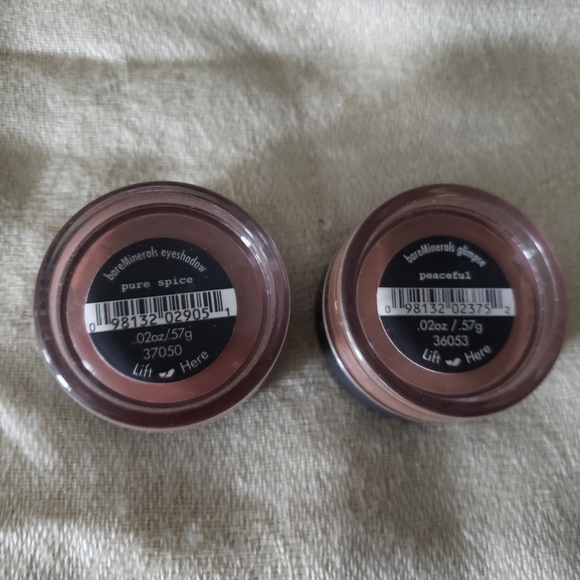 bareMinerals eyeshadow
pure spice
0 98132 02905 1
.02oz/.57g
37050
Lift Here
bareMinerals glimpse
peaceful
0 98132 02375 2
.02oz / .57g
36053
Lift Here